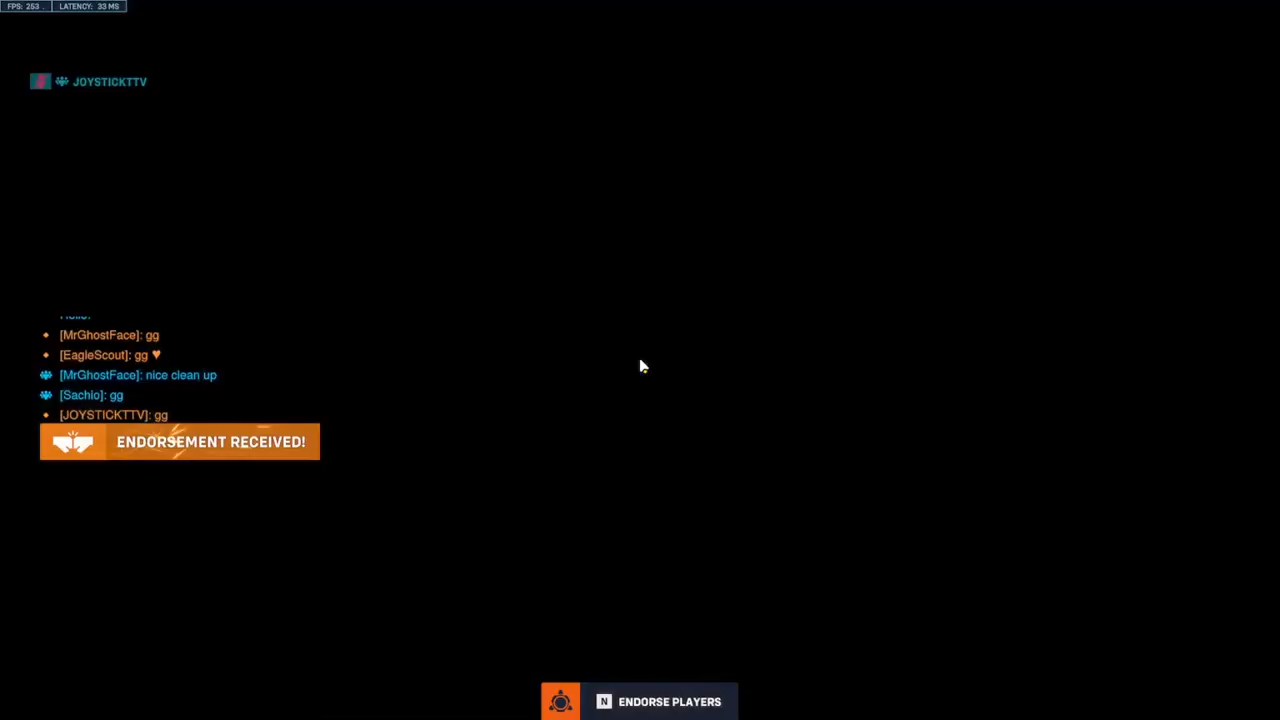 FPS: 253 . LATENCY: 33 MS
JOYSTICKTTV
Hello!
[MrGhostFace]: gg
[EagleScout]: gg ♥
[MrGhostFace]: nice clean up
[Sachio]: gg
[JOYSTICKTTV]: gg
ENDORSEMENT RECEIVED!
N ENDORSE PLAYERS